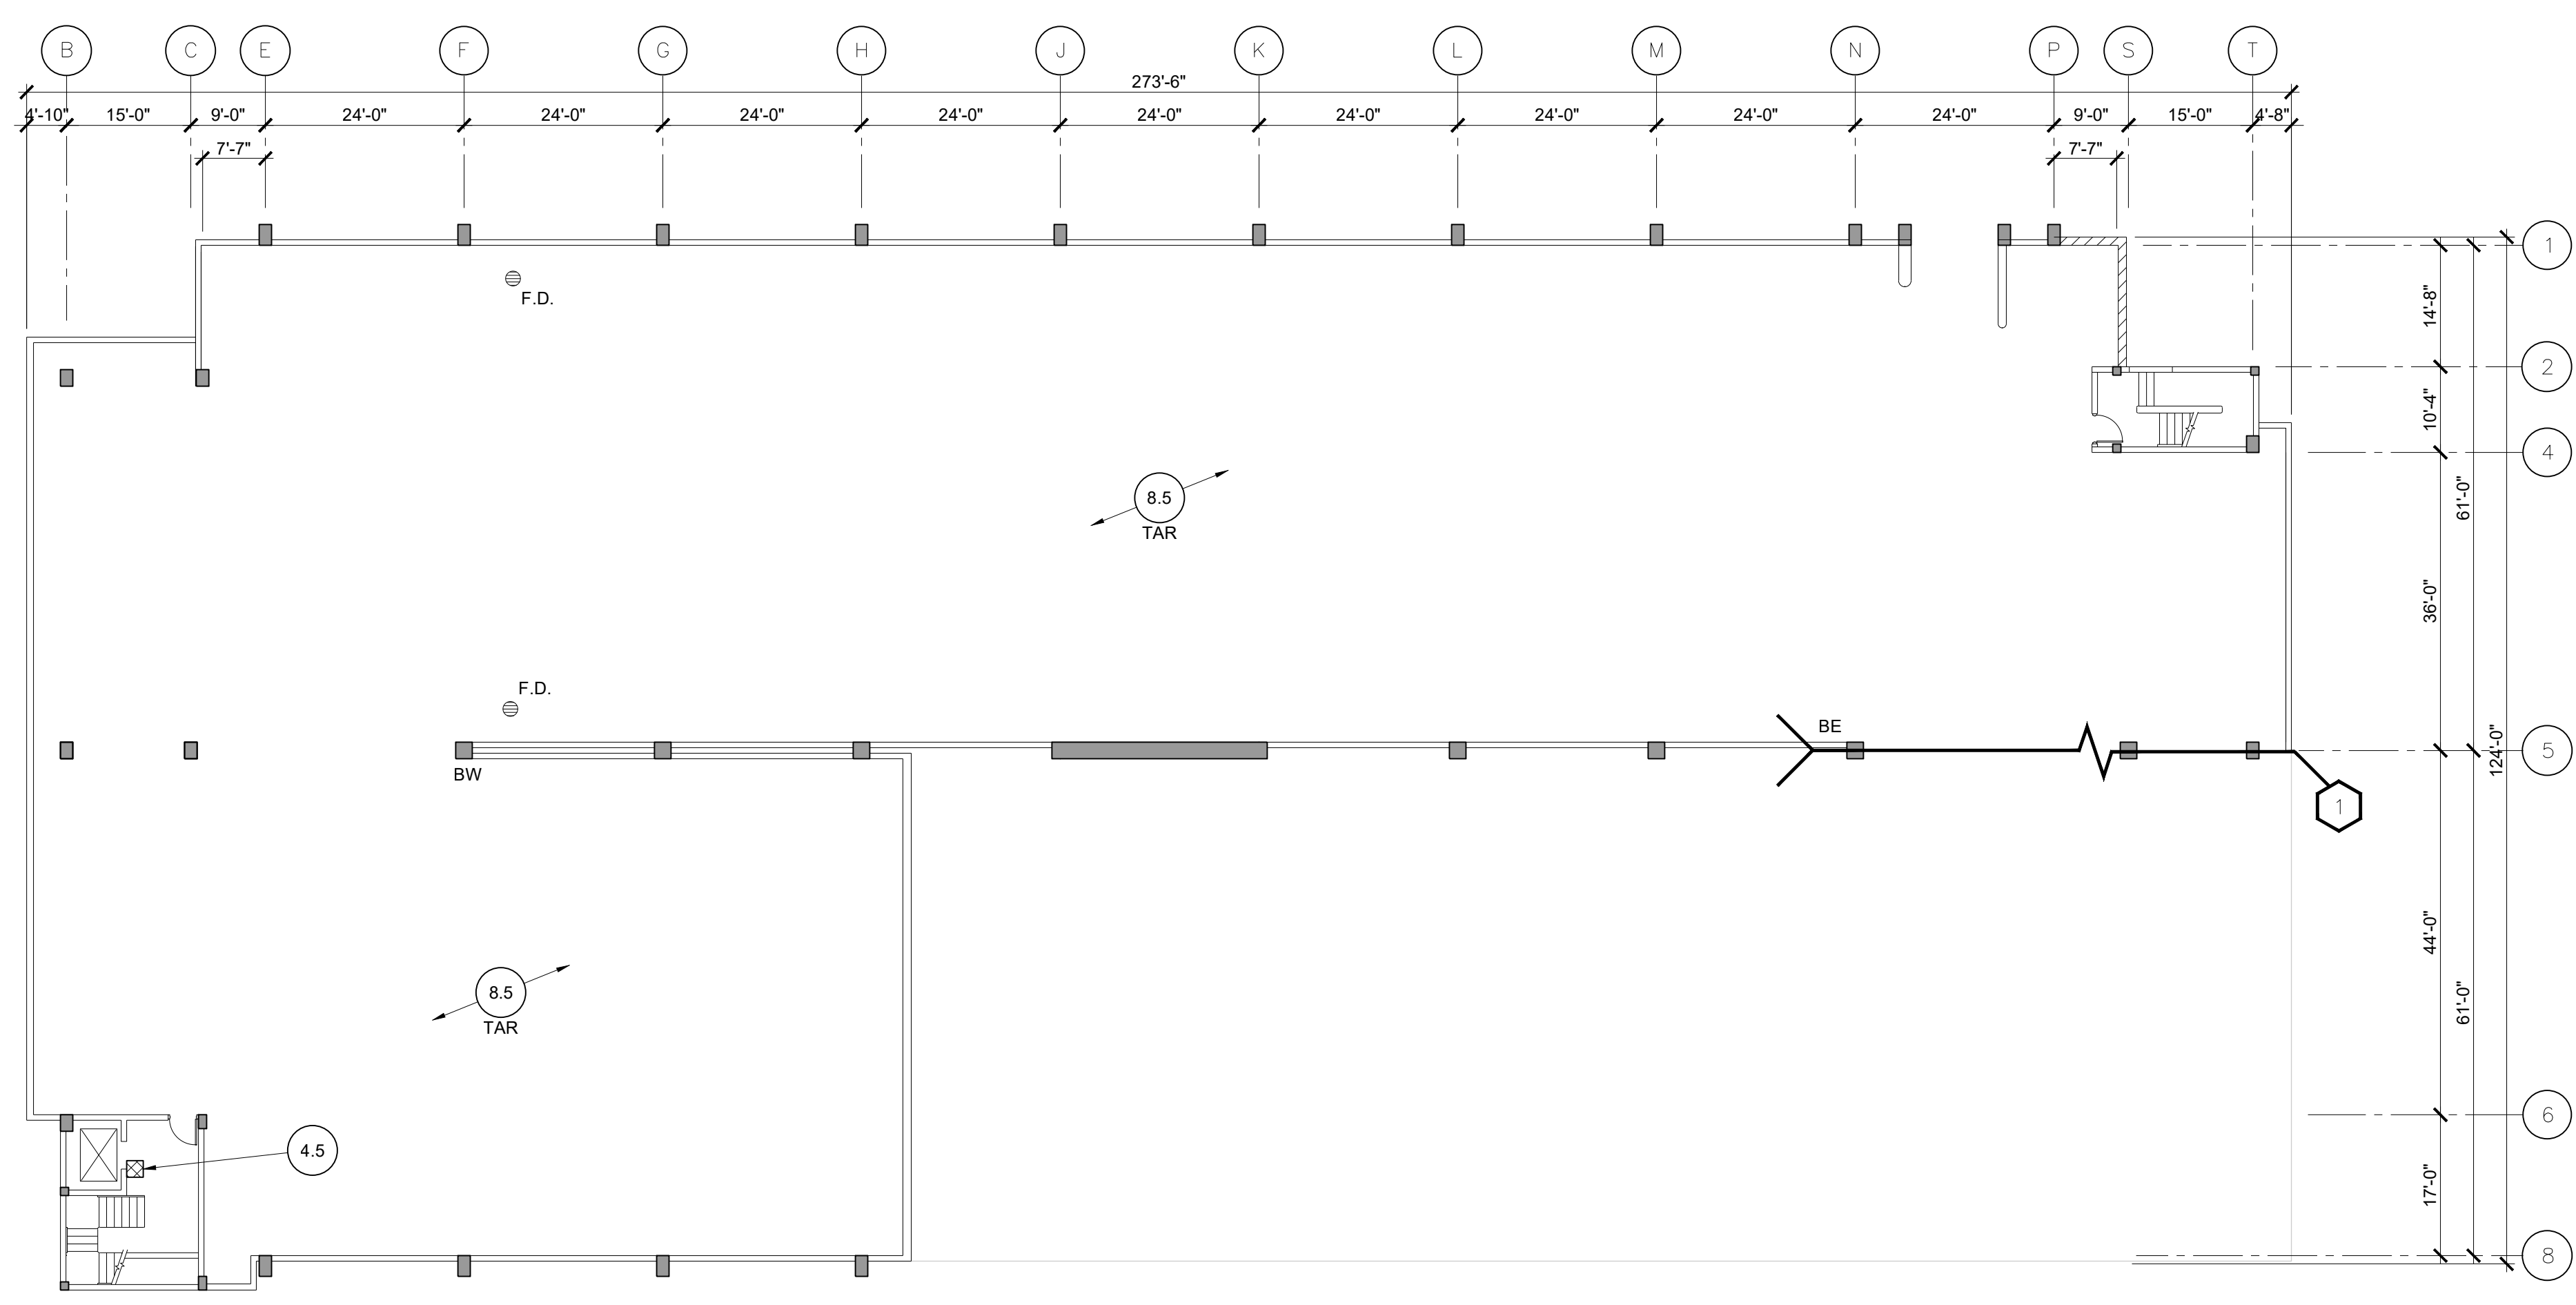 B C E F G H J K L M N P S T
273'-6"
4'-10" 15'-0" 9'-0" 24'-0" 24'-0" 24'-0" 24'-0" 24'-0" 24'-0" 24'-0" 24'-0" 24'-0" 9'-0" 15'-0" 4'-8"
7'-7" 7'-7"
1
F.D.
14'-8"
2
10'-4"
4
61'-0"
8.5
TAR
36'-0"
F.D.
BE
5
124'-0"
BW
1
44'-0"
8.5
TAR
61'-0"
6
4.5
17'-0"
8